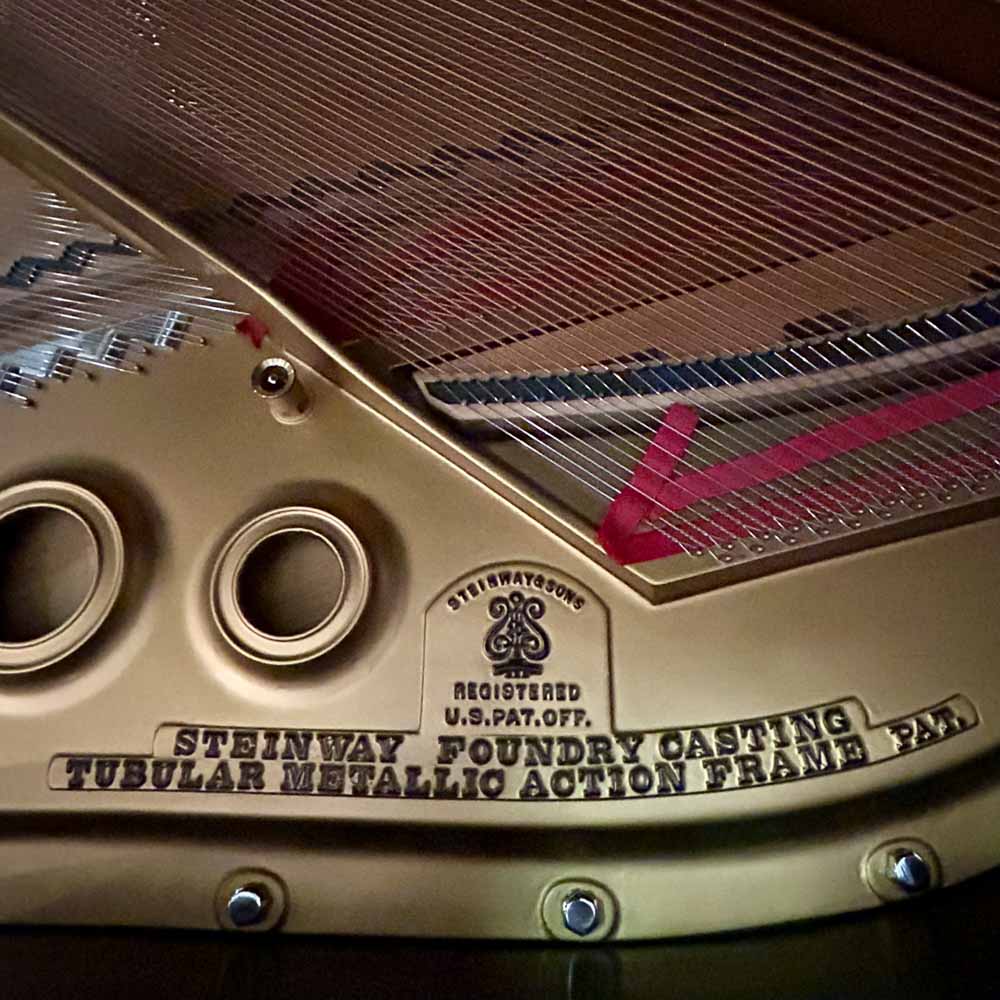 STEINWAY&SONS
REGISTERED
U.S.PAT.OFF.
STEINWAY FOUNDRY CASTING
TUBULAR METALLIC ACTION FRAME PAT.